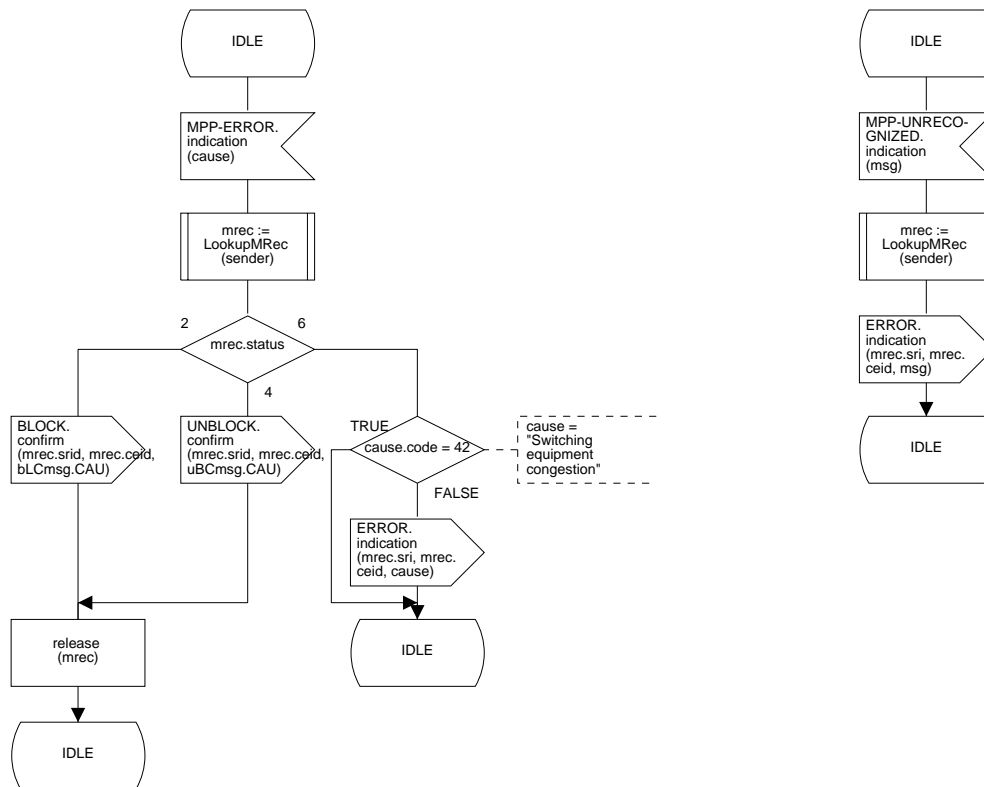 IDLE
MPP-ERROR.
indication
(cause)
mrec :=
LookupMRec
(sender)
2
6
mrec.status
4
BLOCK.
confirm
(mrec.srid, mrec.ceid,
bLCmsg.CAU)
UNBLOCK.
confirm
(mrec.srid, mrec.ceid,
uBCmsg.CAU)
TRUE
cause.code = 42
cause =
"Switching
equipment
congestion"
FALSE
ERROR.
indication
(mrec.sri, mrec.
ceid, cause)
release
(mrec)
IDLE
IDLE
IDLE
MPP-UNRECO-
GNIZED.
indication
(msg)
mrec :=
LookupMRec
(sender)
ERROR.
indication
(mrec.sri, mrec.
ceid, msg)
IDLE